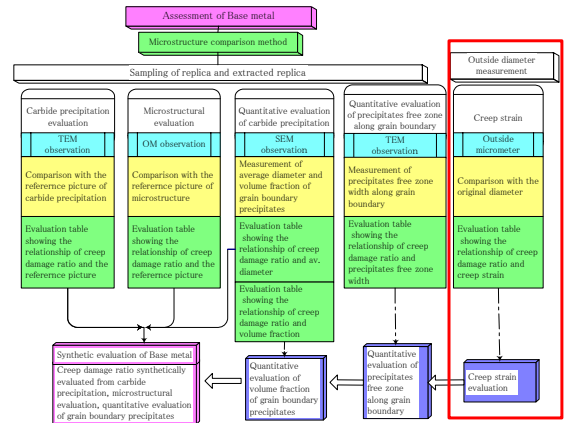 Assessment of Base metal
Microstructure comparison method
Sampling of replica and extracted replica
Outside diameter
measurement
Carbide precipitation
evaluation
TEM
observation
Comparison with the
refernce picture of
carbide precipitation
Evaluation table
showing the
relationship of creep
damage ratio and
the refernce picture
Microstructural
evaluation
OM observation
Comparison with the
refernce picture of
microstructure
Evaluation table
showing the
relationship of creep
damage ratio and
the refernce picture
Quantitative evaluation
of carbide precipitation
SEM
observation
Measurement of
average diameter and
volume fraction of
grain boundary
precipitates
Evaluation table
showing the
relationship of creep
damage ratio and av.
diameter
Evaluation table
showing the
relationship of creep
damage ratio and
volume fraction
Quantitative evaluation
of precipitates free zone
along grain boundary
TEM
observation
Measurement of
precipitates free zone
width along grain
boundary
Evaluation table
showing the
relationship of creep
damage ratio and
precipitates free zone
width
Creep strain
Outside
micrometer
Comparison with the
original diameter
Evaluation table
showing the
relationship of creep
damage ratio and
creep strain
Synthetic evaluation of Base metal
Creep damage ratio synthetically
evaluated from carbide
precipitation, microstructural
evaluation, quantitative evaluation
of grain boundary precipitates
Quantitative
evaluation of
volume fraction
of grain boundary
precipitates
Quantitative
evaluation of
precipitates
free zone
along grain
boundary
Creep strain
evaluation